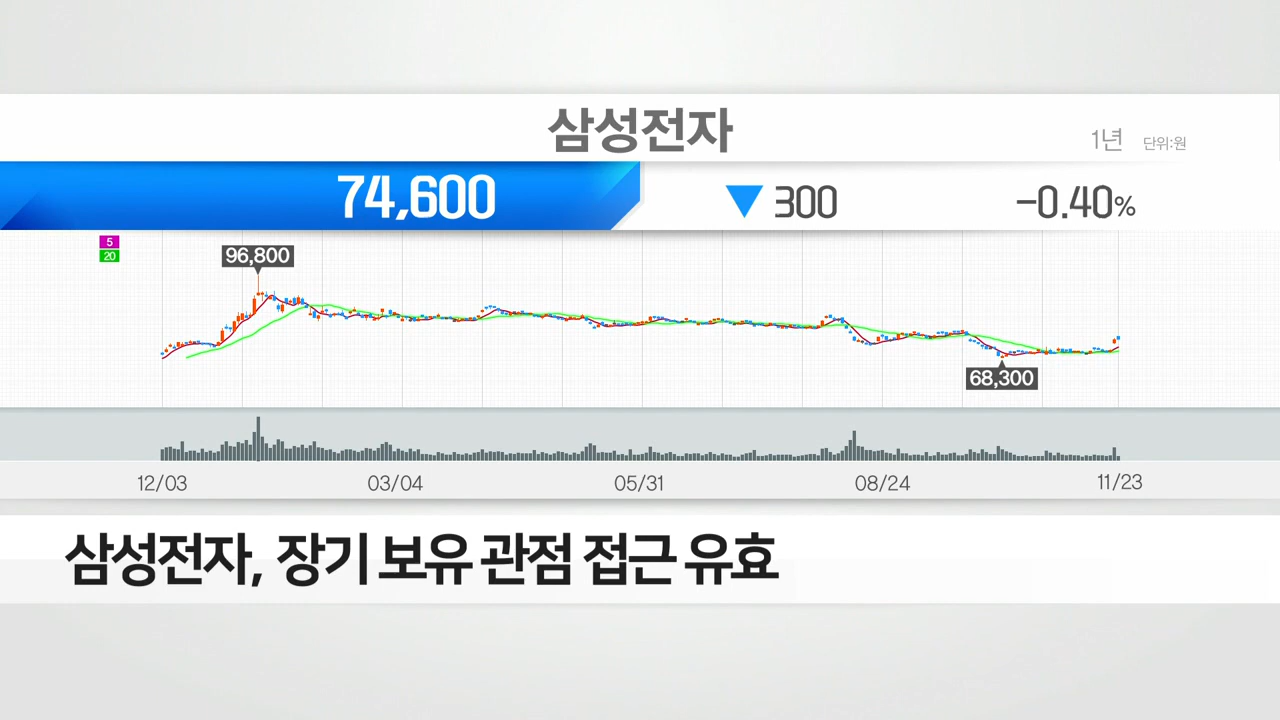 삼성전자
1년 단위:원
74,600 ▼ 300 -0.40%
5
20
96,800
68,300
12/03 03/04 05/31 08/24 11/23
삼성전자, 장기 보유 관점 접근 유효